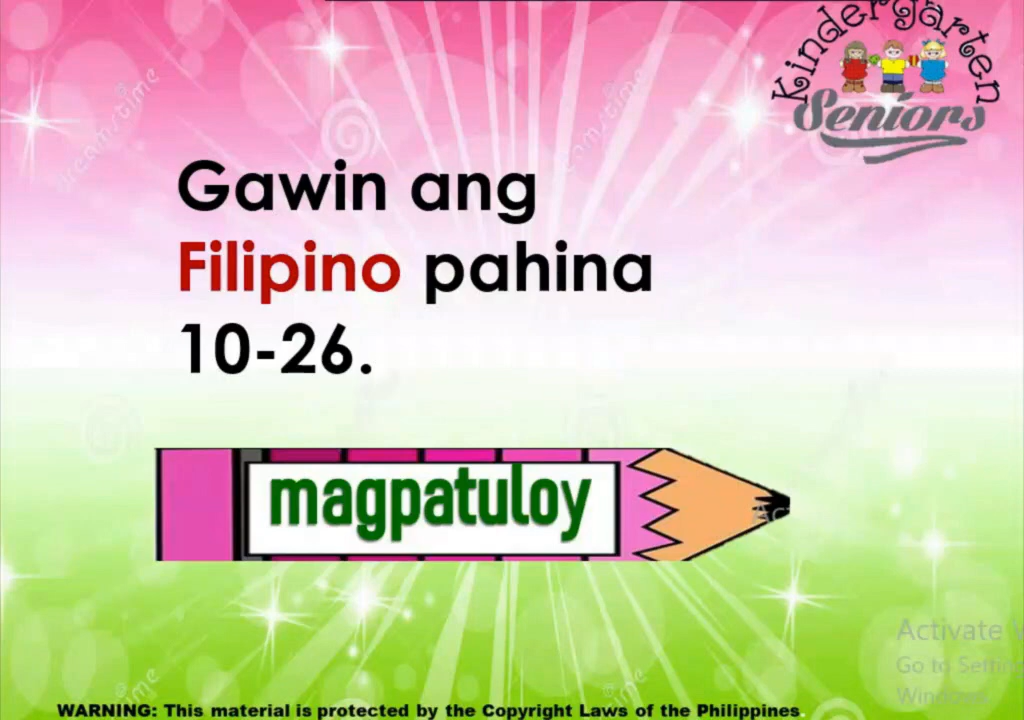 Kindergarten
Seniors
Gawin ang
Filipino pahina
10-26.
magpatuloy
Activate
Go to Settin
Windows.
WARNING: This material is protected by the Copyright Laws of the Philippines.
dreamstime